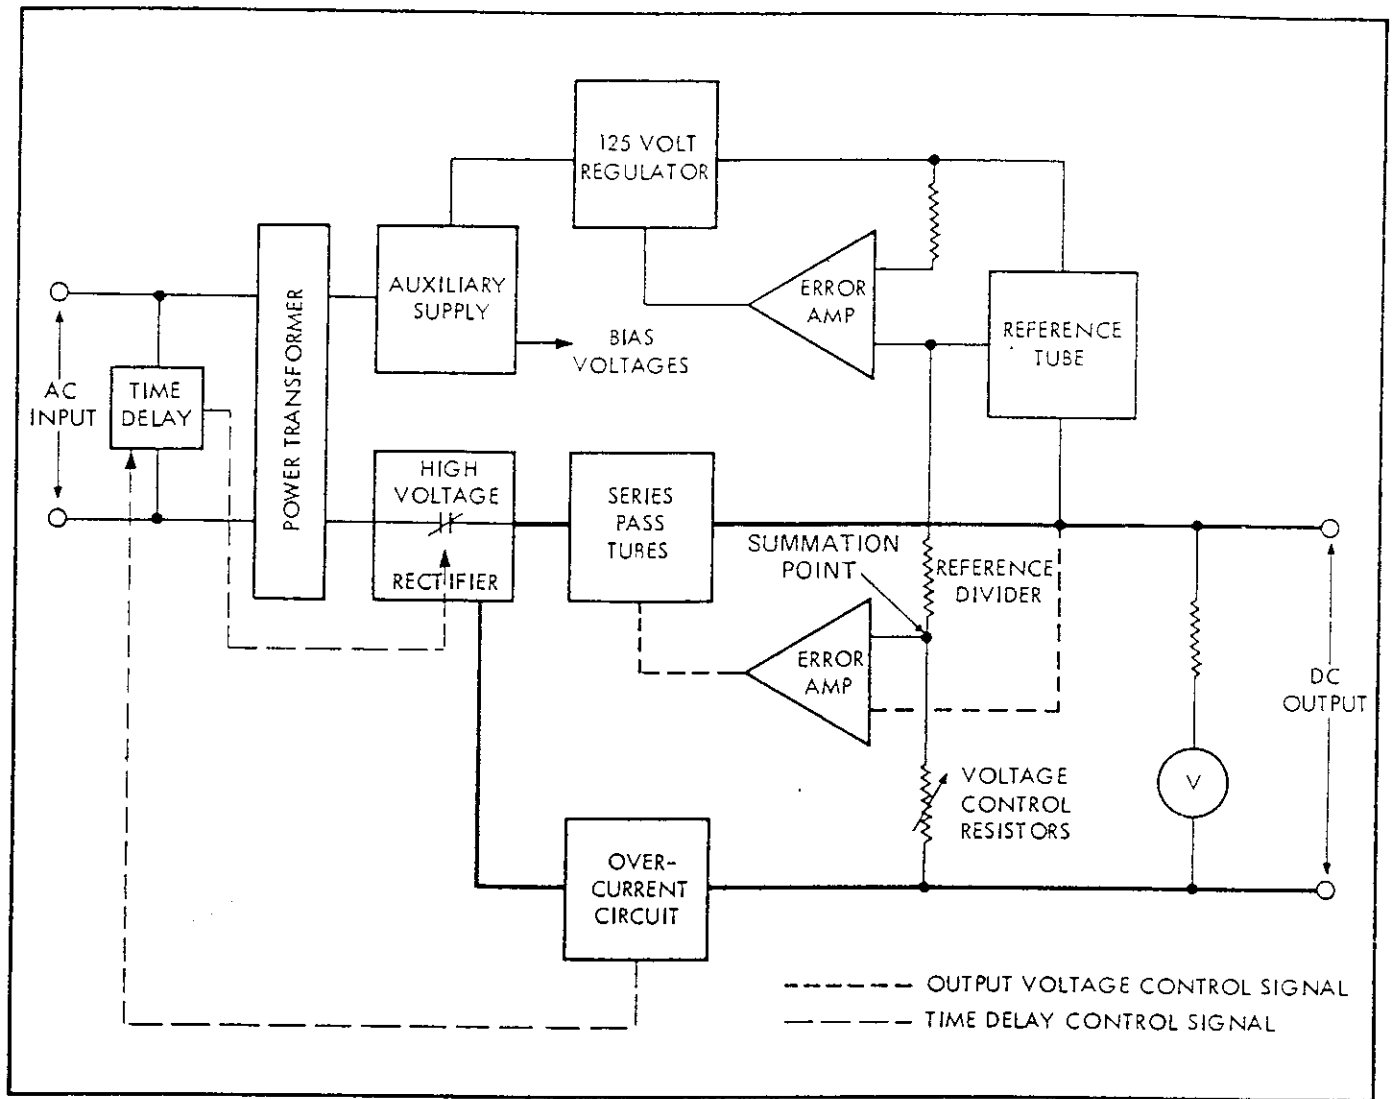 125 VOLT
REGULATOR
AUXILIARY
SUPPLY
ERROR
AMP
REFERENCE
TUBE
BIAS
VOLTAGES
AC
INPUT
TIME
DELAY
POWER TRANSFORMER
HIGH
VOLTAGE
RECTIFIER
SERIES
PASS
TUBES
SUMMATION
POINT
REFERENCE
DIVIDER
ERROR
AMP
DC
OUTPUT
VOLTAGE
CONTROL
RESISTORS
V
OVER-
CURRENT
CIRCUIT
OUTPUT VOLTAGE CONTROL SIGNAL
TIME DELAY CONTROL SIGNAL